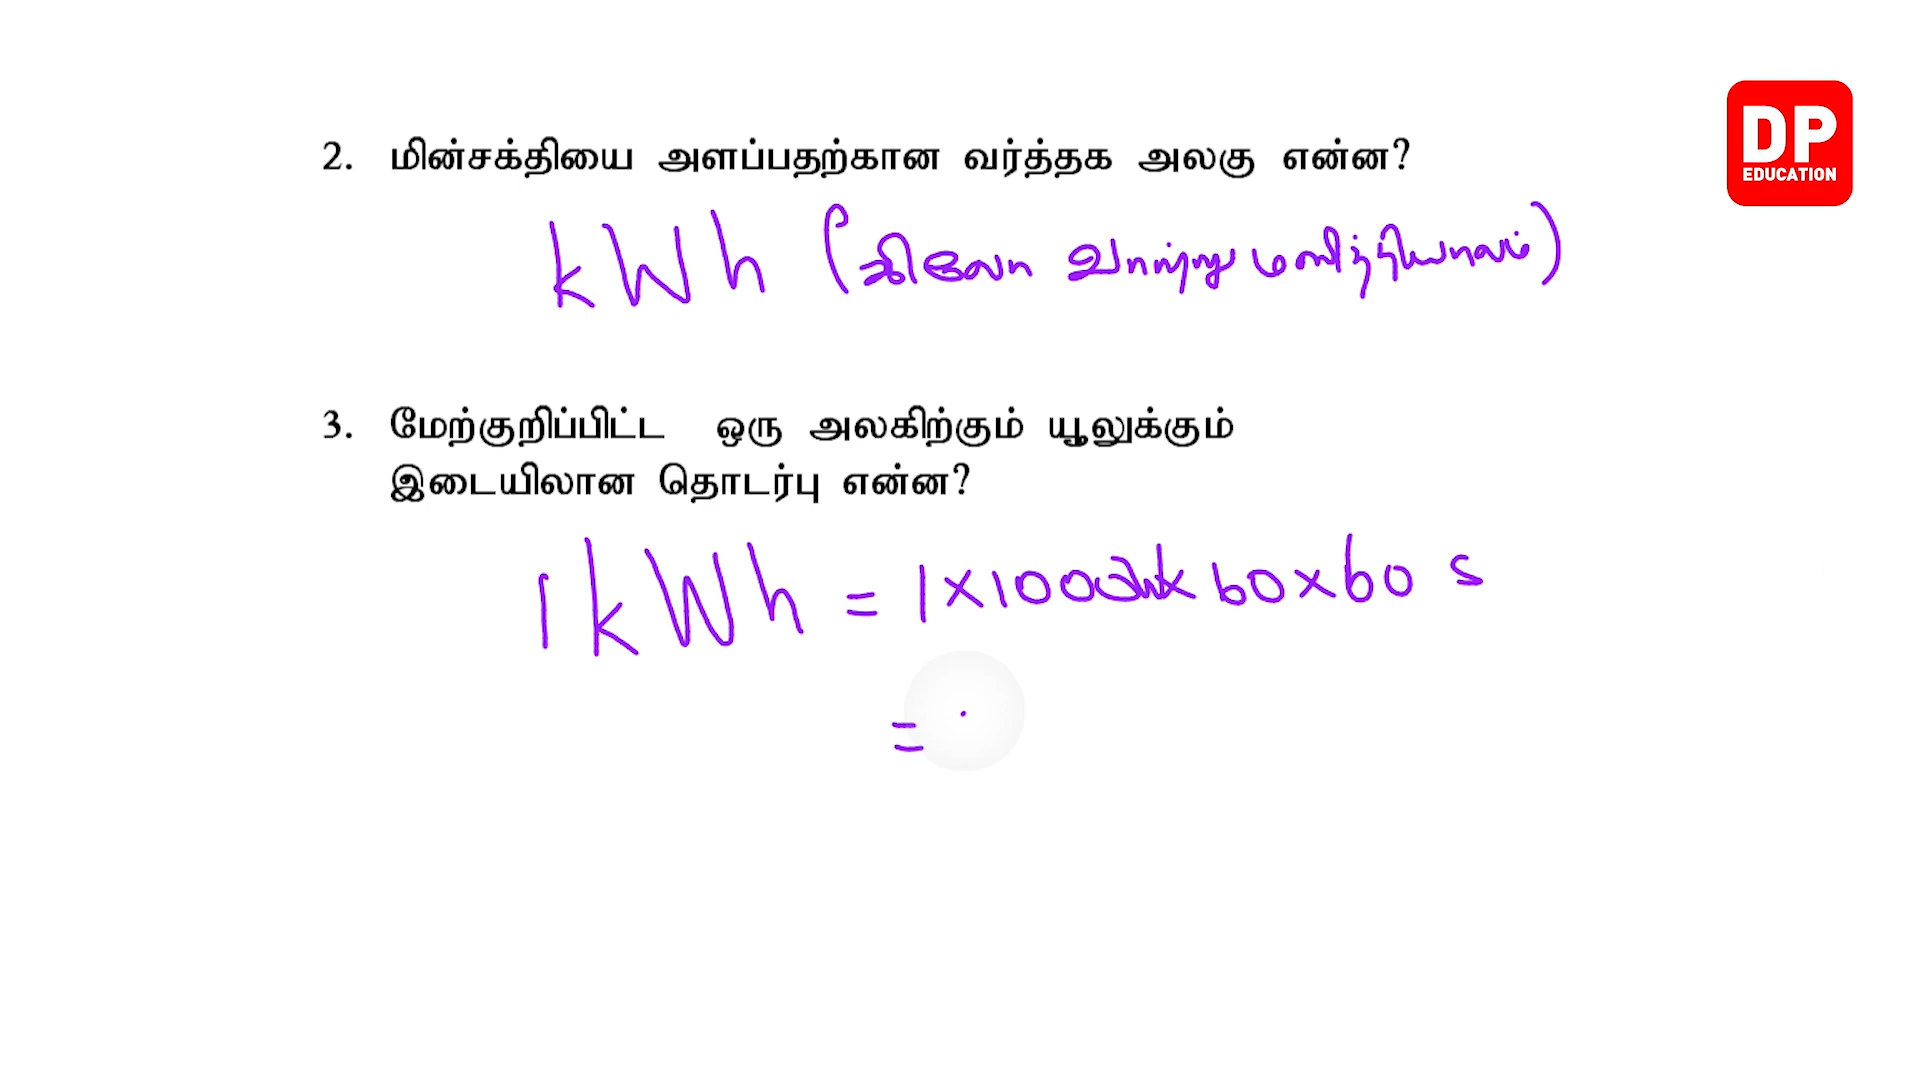 DP
EDUCATION
2. மின்சக்தியை அளப்பதற்கான வர்த்தக அலகு என்ன?
kWh (கிலோ வாற்று மணித்தியாலம்)
3. மேற்குறிப்பிட்ட ஒரு அலகிற்கும் யூலுக்கும்
இடையிலான தொடர்பு என்ன?
1 kWh = 1 × 1000 × 60 × 60 s
=